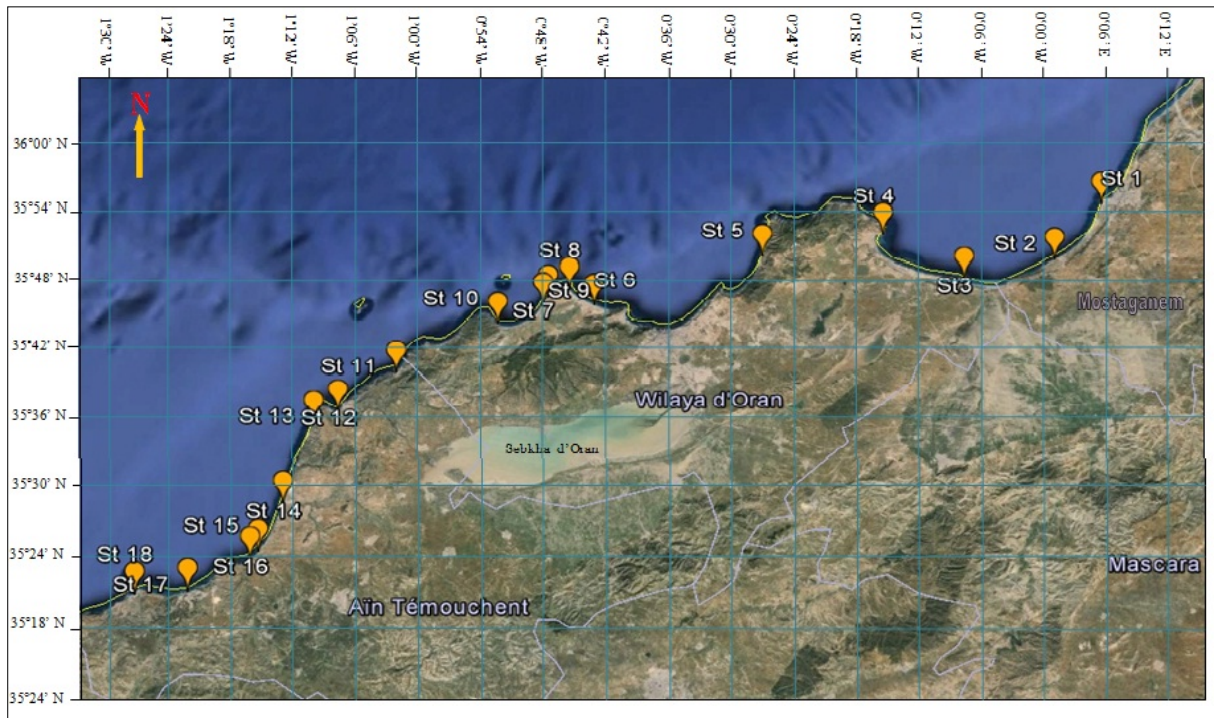 1°30' W
1°24' W
1°18' W
1°12' W
1°06' W
1°00' W
0°54' W
0°48' W
0°42' W
0°36' W
0°30' W
0°24' W
0°18' W
0°12' W
0°06' W
0°00' W
0°06' E
0°12' E
N
36°00' N
St 1
35°54' N
St 4
St 5
St 2
St 8
35°48' N
St 6
St 9
St3
St 10
St 7
Mostaganem
35°42' N
St 11
Wilaya d'Oran
35°36' N
St 13
St 12
Sebkha d'Oran
35°30' N
St 14
St 15
35°24' N
St 18
St 16
St 17
Mascara
Aïn Témouchent
35°18' N
35°24' N